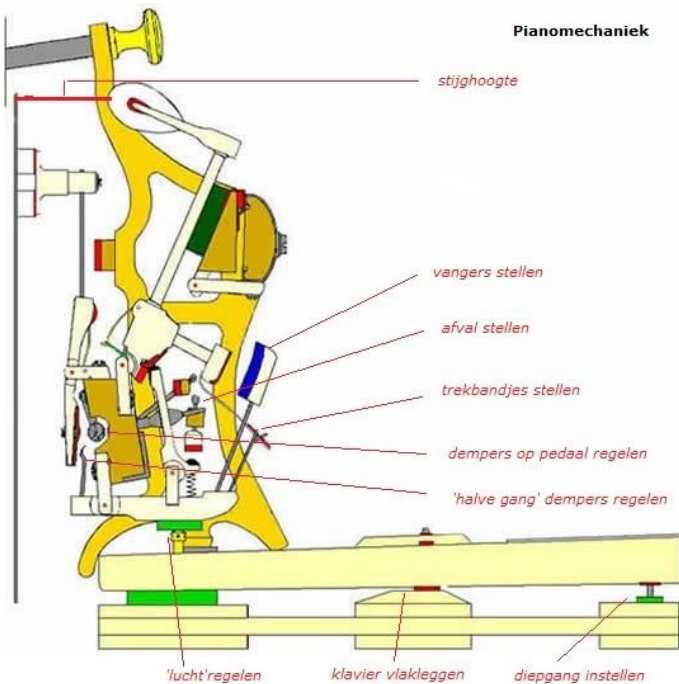 Pianomechaniek
stijghoogte
vangers stellen
afval stellen
trekbandjes stellen
dempers op pedaal regelen
'halve gang' dempers regelen
'lucht'regelen
klavier vlakleggen
diepgang instellen